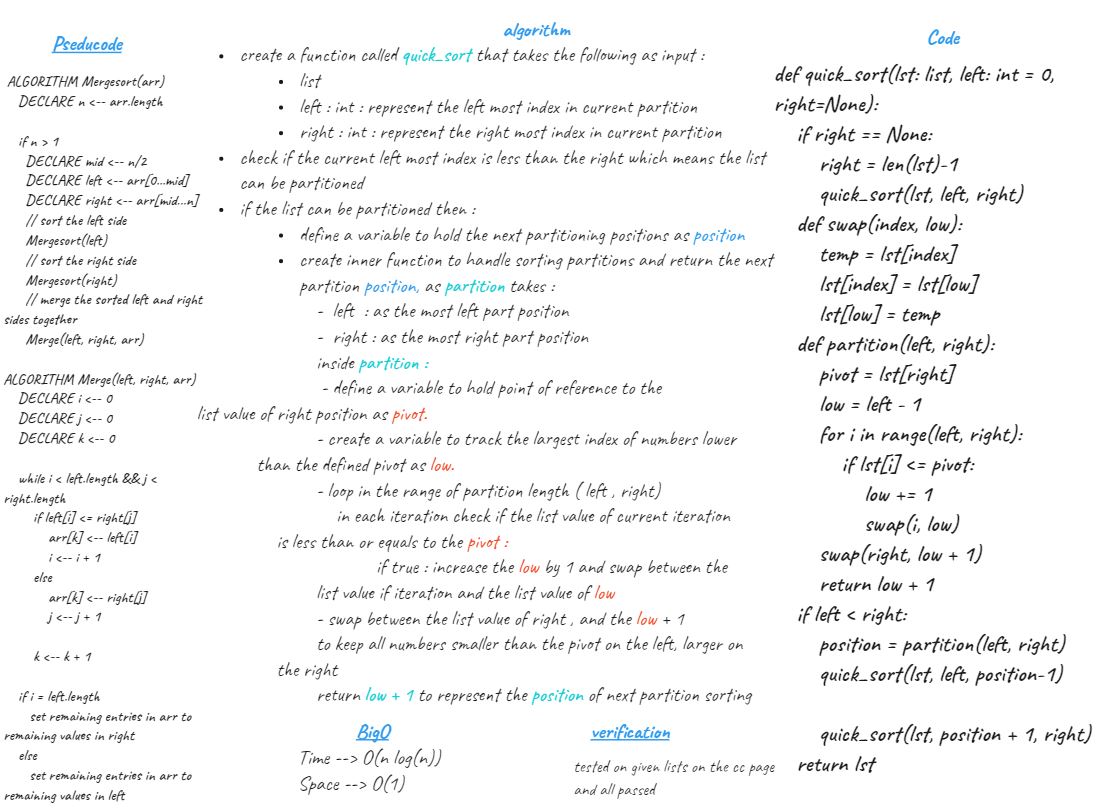 Pseducode
ALGORITHM Mergesort(arr)
DECLARE n <-- arr.length
if n > 1
DECLARE mid <-- n/2
DECLARE left <-- arr[0...mid]
DECLARE right <-- arr[mid...n]
// sort the left side
Mergesort(left)
// sort the right side
Mergesort(right)
// merge the sorted left and right
sides together
Merge(left, right, arr)
ALGORITHM Merge(left, right, arr)
DECLARE i <-- 0
DECLARE j <-- 0
DECLARE k <-- 0
while i < left.length && j <
right.length
if left[i] <= right[j]
arr[k] <-- left[i]
i <-- i + 1
else
arr[k] <-- right[j]
j <-- j + 1
k <-- k + 1
if i = left.length
set remaining entries in arr to
remaining values in right
else
set remaining entries in arr to
remaining values in left
algorithm
• create a function called quick_sort that takes the following as input :
• list
• left : int : represent the left most index in current partition
• right : int : represent the right most index in current partition
• check if the current left most index is less than the right which means the list
can be partitioned
• if the list can be partitioned then :
• define a variable to hold the next partitioning positions as position
• create inner function to handle sorting partitions and return the next
partition position, as partition takes :
- left : as the most left part position
- right : as the most right part position
inside partition :
- define a variable to hold point of reference to the
list value of right position as pivot.
- create a variable to track the largest index of numbers lower
than the defined pivot as low.
- loop in the range of partition length ( left , right)
in each iteration check if the list value of current iteration
is less than or equals to the pivot :
if true : increase the low by 1 and swap between the
list value if iteration and the list value of low
- swap between the list value of right , and the low + 1
to keep all numbers smaller than the pivot on the left, larger on
the right
return low + 1 to represent the position of next partition sorting
BigO
Time --> O(n log(n))
Space --> O(1)
verification
tested on given lists on the cc page
and all passed
Code
def quick_sort(lst: list, left: int = 0,
right=None):
if right == None:
right = len(lst)-1
quick_sort(lst, left, right)
def swap(index, low):
temp = lst[index]
lst[index] = lst[low]
lst[low] = temp
def partition(left, right):
pivot = lst[right]
low = left - 1
for i in range(left, right):
if lst[i] <= pivot:
low += 1
swap(i, low)
swap(right, low + 1)
return low + 1
if left < right:
position = partition(left, right)
quick_sort(lst, left, position-1)
quick_sort(lst, position + 1, right)
return lst